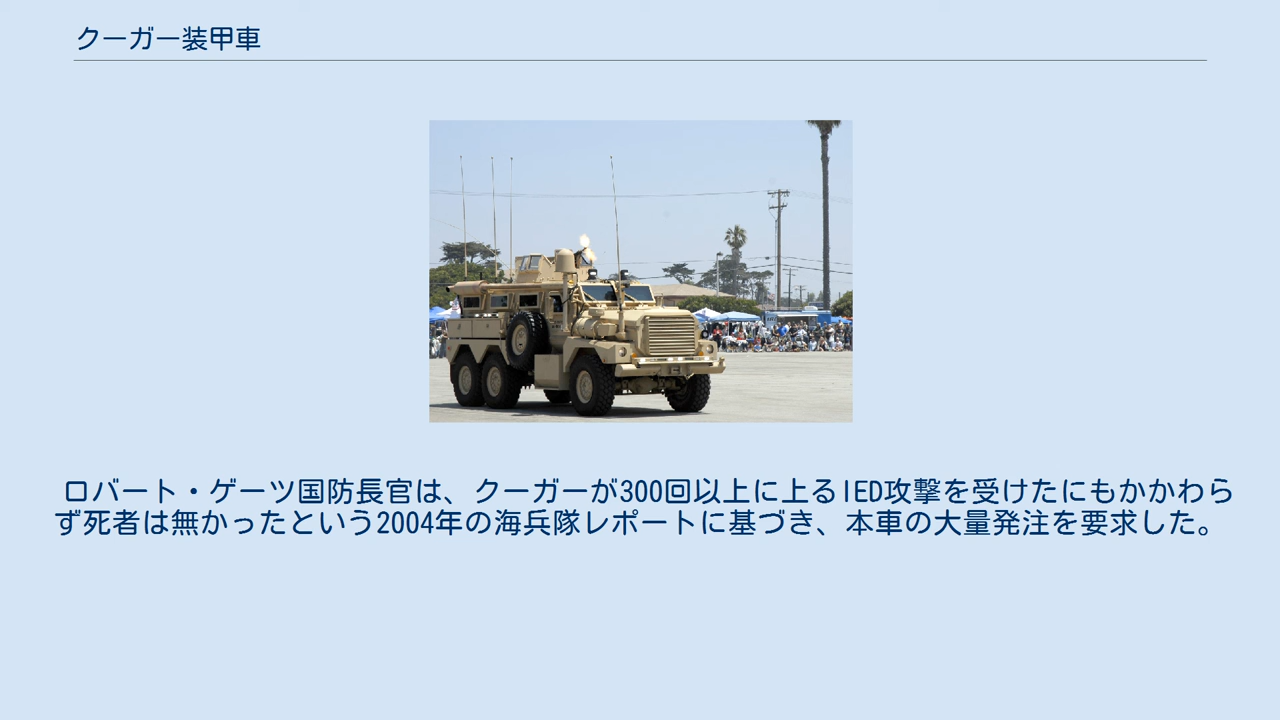 クーガー装甲車
ロバート・ゲーツ国防長官は、クーガーが300回以上に上るIED攻撃を受けたにもかかわら
ず死者は無かったという2004年の海兵隊レポートに基づき、本車の大量発注を要求した。